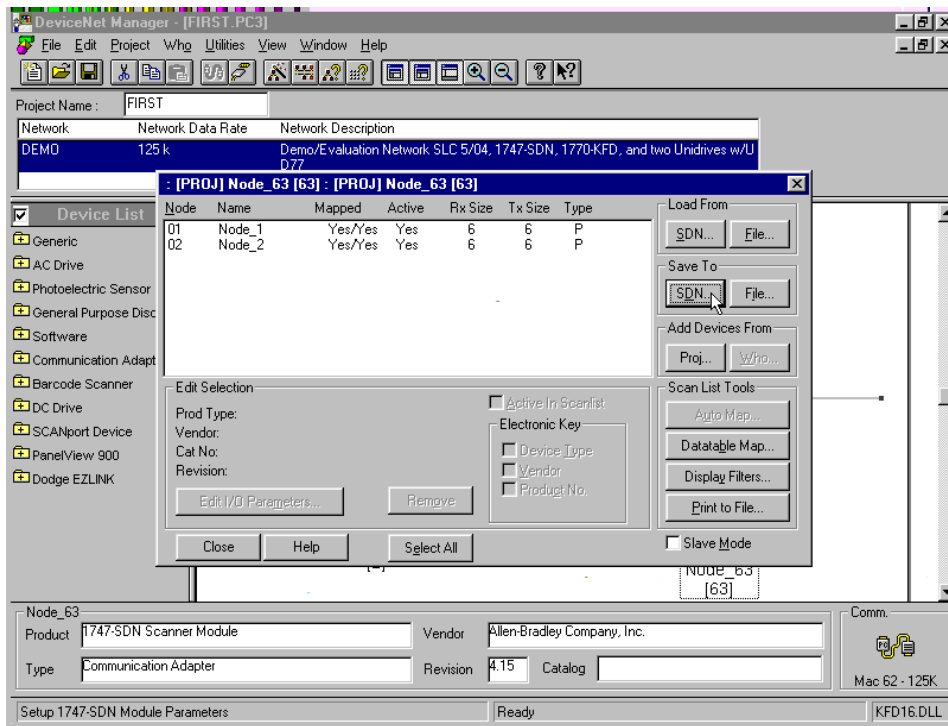 DeviceNet Manager - [FIRST.PC3]
File Edit Project Who Utilities View Window Help
Project Name : FIRST
Network Network Data Rate Network Description
DEMO 125 k Demo/Evaluation Network SLC 5/04, 1747-SDN, 1770-KFD, and two Unidrives w/U
D77
: [PROJ] Node_63 [63] : [PROJ] Node_63 [63]
Device List
Generic
AC Drive
Photoelectric Sensor
General Purpose Disc
Software
Communication Adapt
Barcode Scanner
DC Drive
SCANport Device
PanelView 900
Dodge EZLINK
Node Name Mapped Active Rx Size Tx Size Type
01 Node_1 Yes/Yes Yes 6 6 P
02 Node_2 Yes/Yes Yes 6 6 P
Load From
SDN... File...
Save To
SDN... File...
Add Devices From
Proj... Who...
Scan List Tools
Auto Map...
Datatable Map...
Display Filters...
Print to File...
Slave Mode
Edit Selection
Prod Type:
Vendor:
Cat No:
Revision:
Edit I/O Parameters...
Remove
Active In Scanlist
Electronic Key
Device Type
Vendor
Product No.
Close Help Select All
Node_63
[63]
Node_63
Product 1747-SDN Scanner Module
Vendor Allen-Bradley Company, Inc.
Type Communication Adapter
Revision 4.15 Catalog
Comm.
Mac 62 - 125K
Setup 1747-SDN Module Parameters
Ready
KFD16.DLL